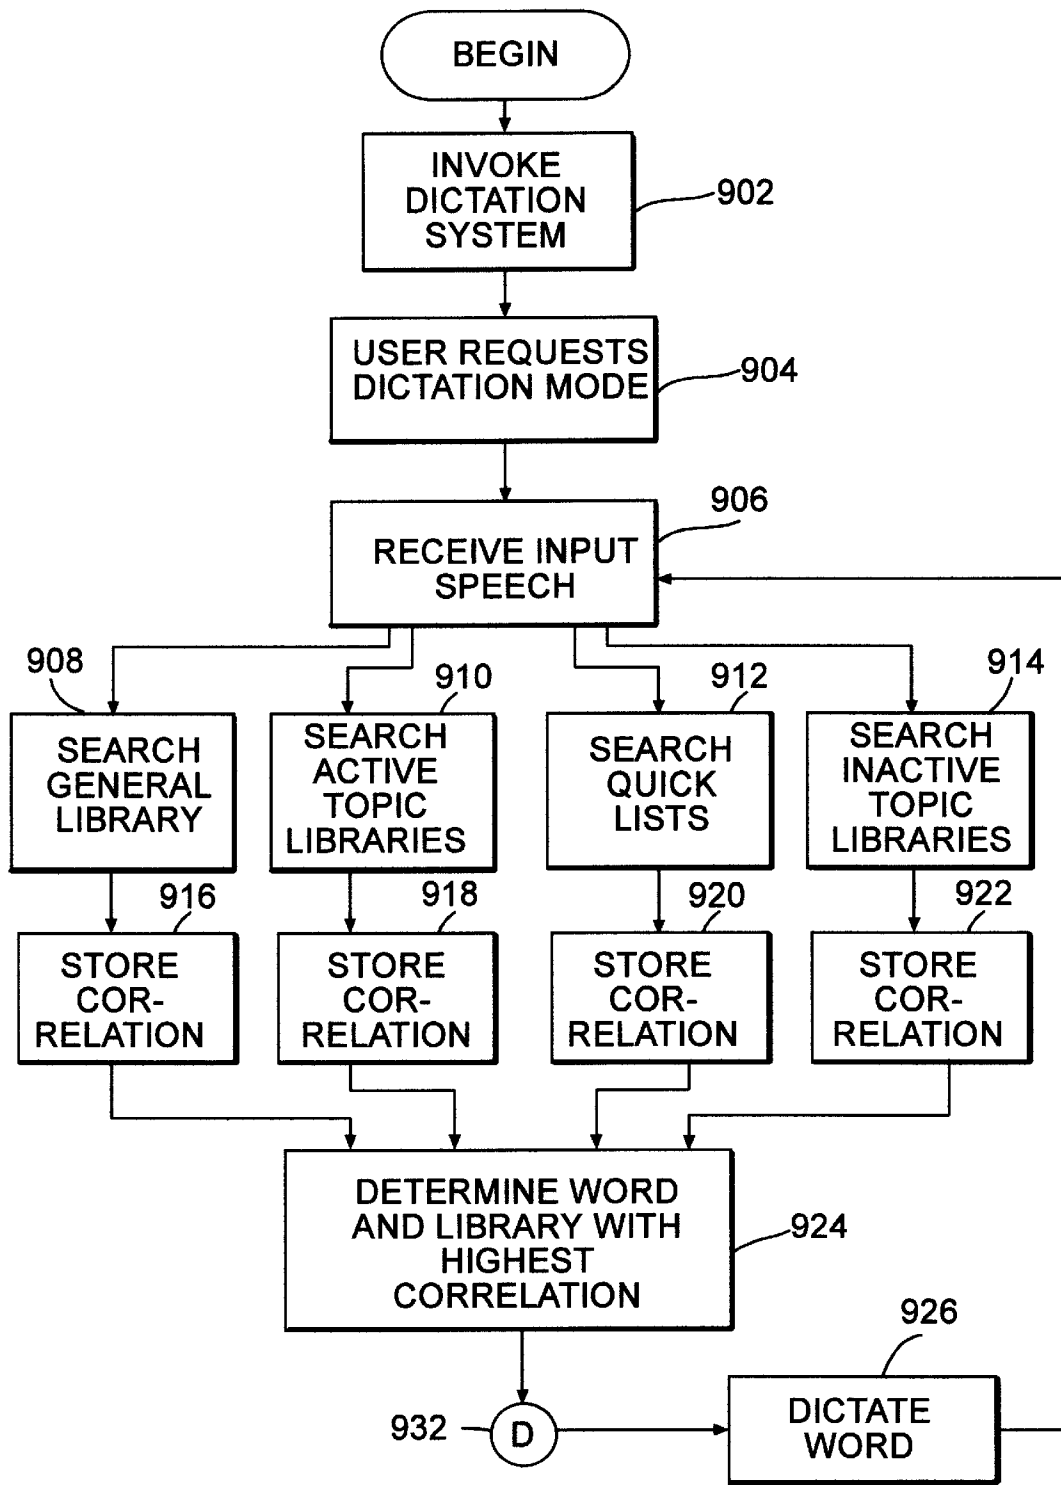 BEGIN
INVOKE
DICTATION
SYSTEM
902
USER REQUESTS
DICTATION MODE
904
906
RECEIVE INPUT
SPEECH
908
910
912
914
SEARCH
GENERAL
LIBRARY
SEARCH
ACTIVE
TOPIC
LIBRARIES
SEARCH
QUICK
LISTS
SEARCH
INACTIVE
TOPIC
LIBRARIES
916
918
920
922
STORE
COR-
RELATION
STORE
COR-
RELATION
STORE
COR-
RELATION
STORE
COR-
RELATION
DETERMINE WORD
AND LIBRARY WITH
HIGHEST
CORRELATION
924
926
932
D
DICTATE
WORD